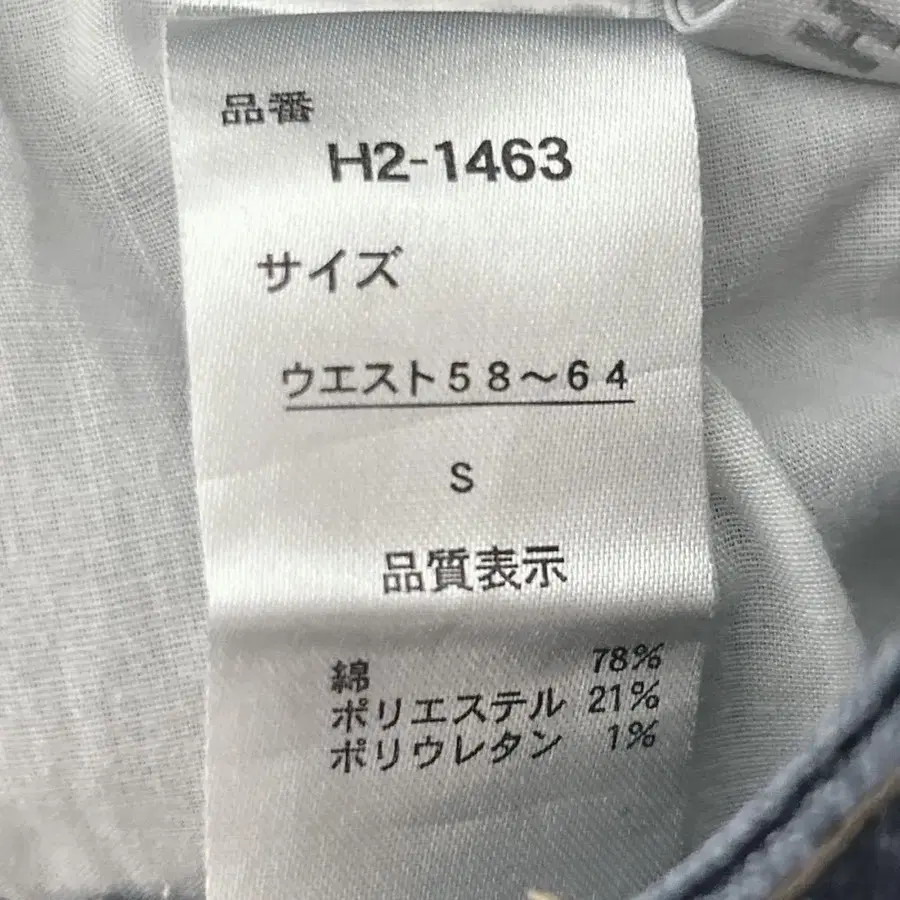 品番
H2-1463
サイズ
ウエスト58～64
S
品質表示
綿 78%
ポリエステル 21%
ポリウレタン 1%